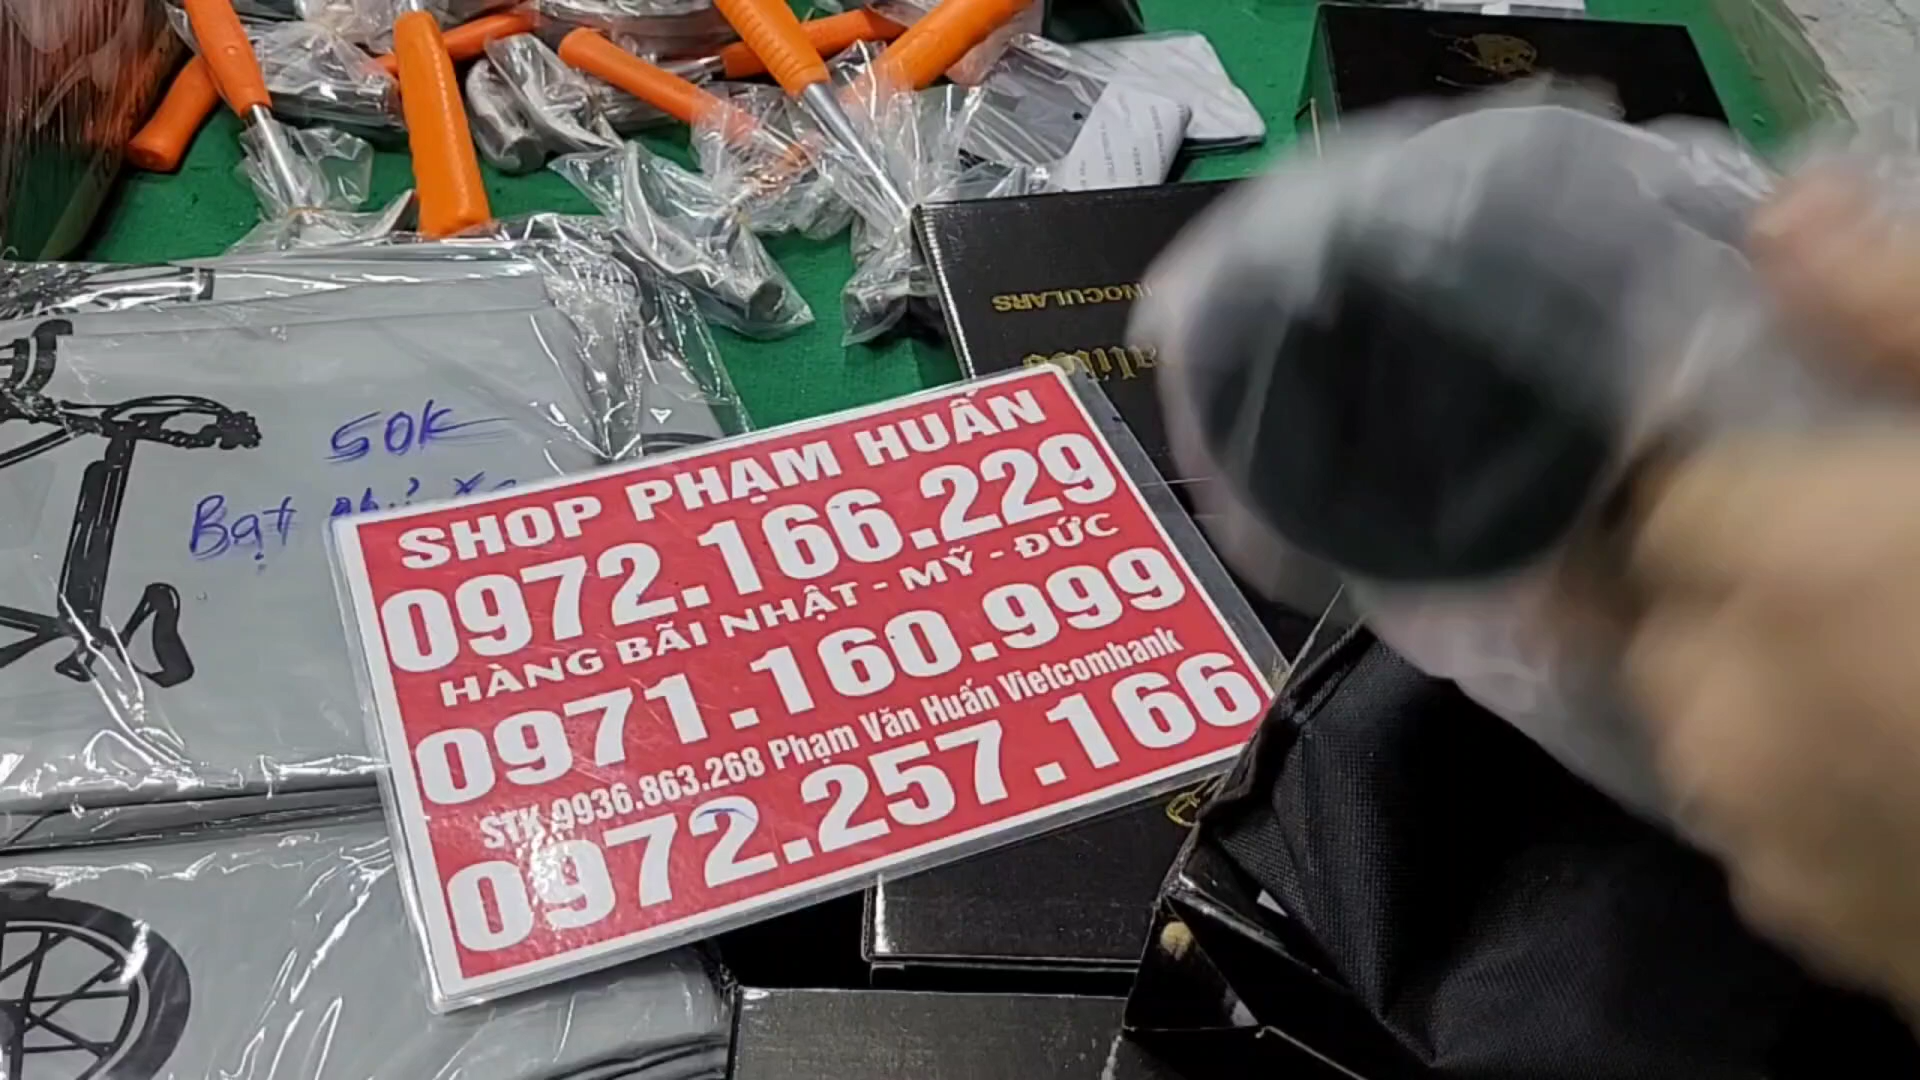 BINOCULARS
50K
Bạt
SHOP PHẠM HUẤN
0972.166.229
HÀNG BÃI NHẬT - MỸ - ĐỨC
0971.160.999
STK 9936.863.268 Phạm Văn Huấn Vietcombank
0972.257.166